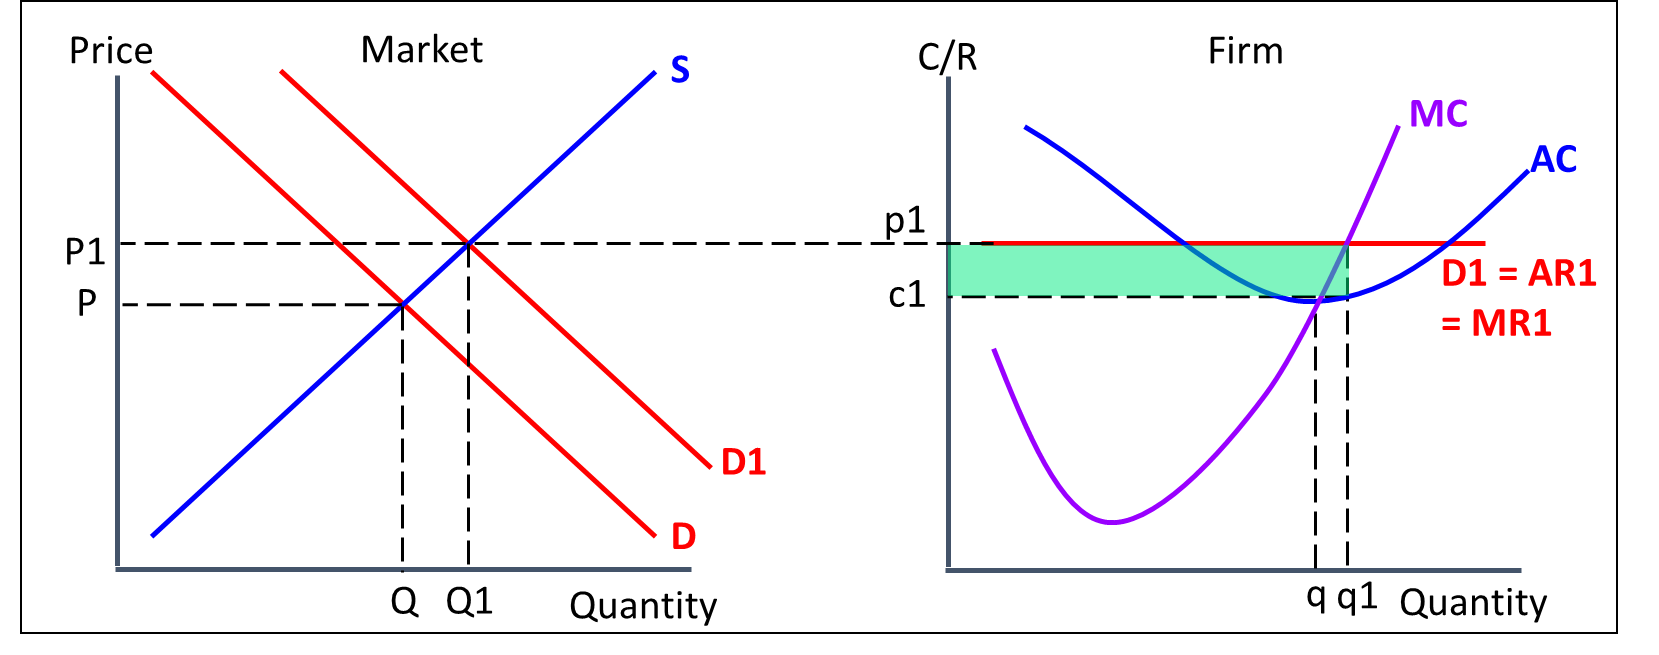 Price
Market
S
P1
P
D1
D
Q
Q1
Quantity
C/R
Firm
MC
AC
p1
D1 = AR1
= MR1
c1
q
q1
Quantity